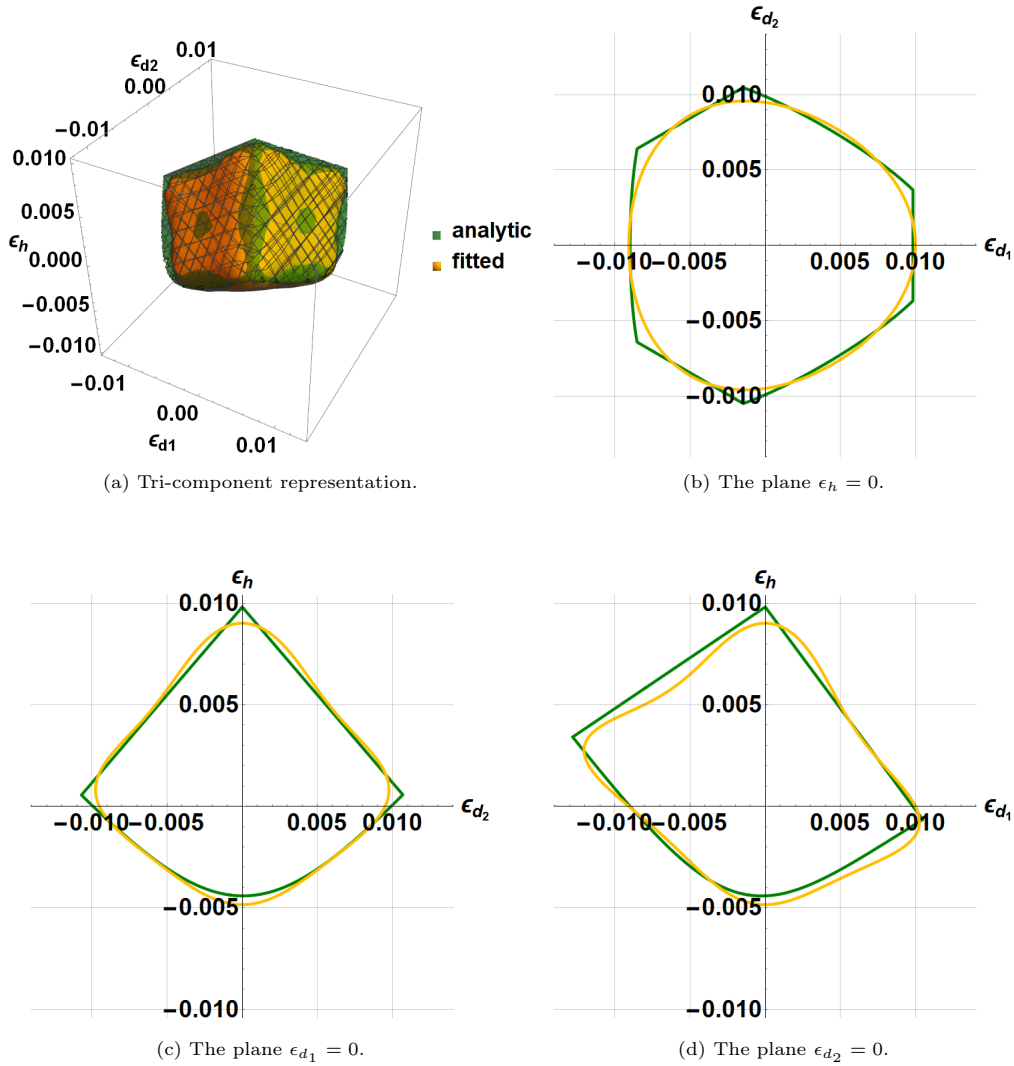 ϵd2
0.01
0.00
−0.01
0.010
0.005
ϵh
0.000
−0.005
−0.010
−0.01
0.00
ϵd1
0.01
analytic
fitted
(a) Tri-component representation.
ϵd2
0.010
0.005
−0.010 −0.005 0.005 0.010 ϵd1
−0.005
−0.010
(b) The plane ϵh = 0.
ϵh
0.010
0.005
−0.010 −0.005 0.005 0.010 ϵd2
−0.005
−0.010
(c) The plane ϵd1 = 0.
ϵh
0.010
0.005
−0.010 −0.005 0.005 0.010 ϵd1
−0.005
−0.010
(d) The plane ϵd2 = 0.